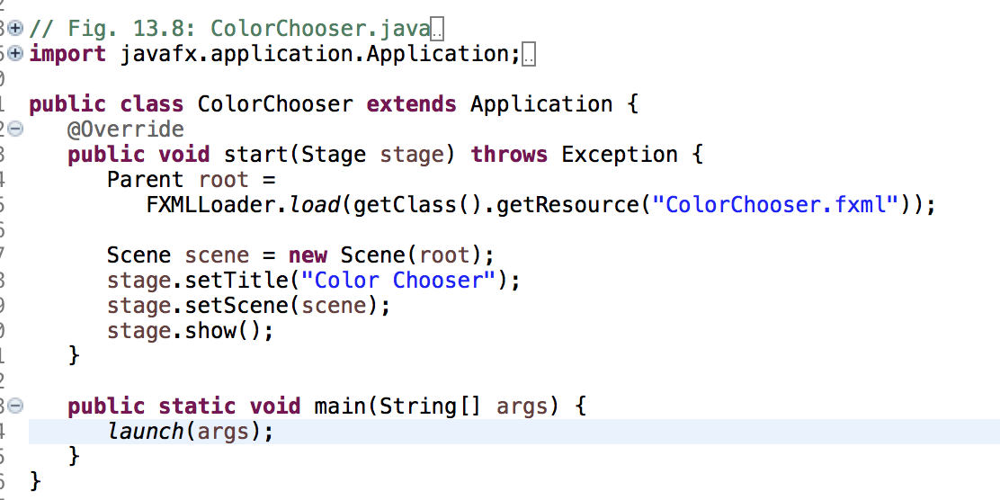 // Fig. 13.8: ColorChooser.java
import javafx.application.Application;
public class ColorChooser extends Application {
@Override
public void start(Stage stage) throws Exception {
Parent root =
FXMLLoader.load(getClass().getResource("ColorChooser.fxml"));
Scene scene = new Scene(root);
stage.setTitle("Color Chooser");
stage.setScene(scene);
stage.show();
}
public static void main(String[] args) {
launch(args);
}
}